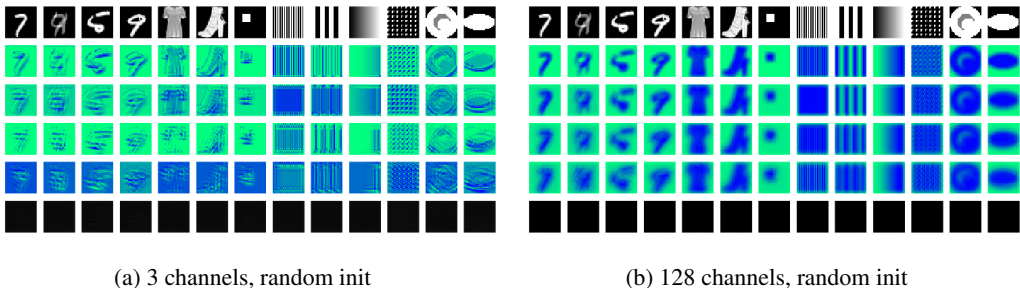 (a) 3 channels, random init
(b) 128 channels, random init